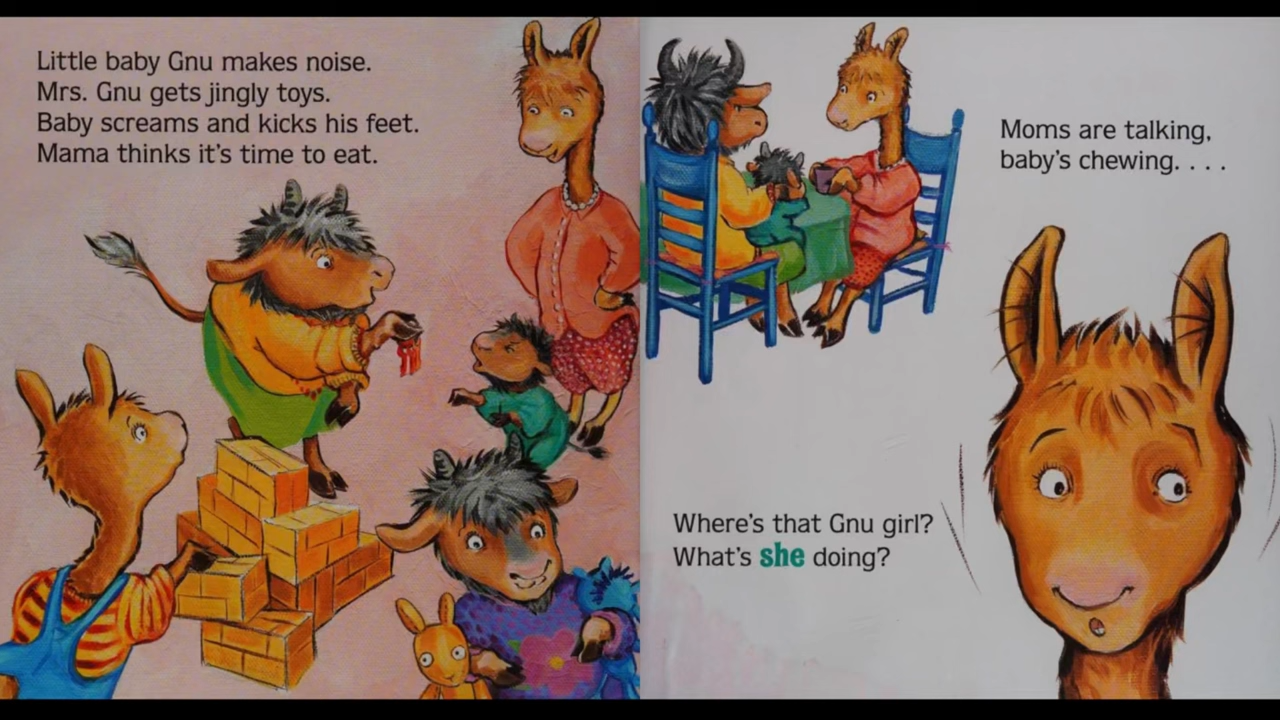 Little baby Gnu makes noise.
Mrs. Gnu gets jingly toys.
Baby screams and kicks his feet.
Mama thinks it's time to eat.
Moms are talking,
baby's chewing. . . .
Where's that Gnu girl?
What's she doing?